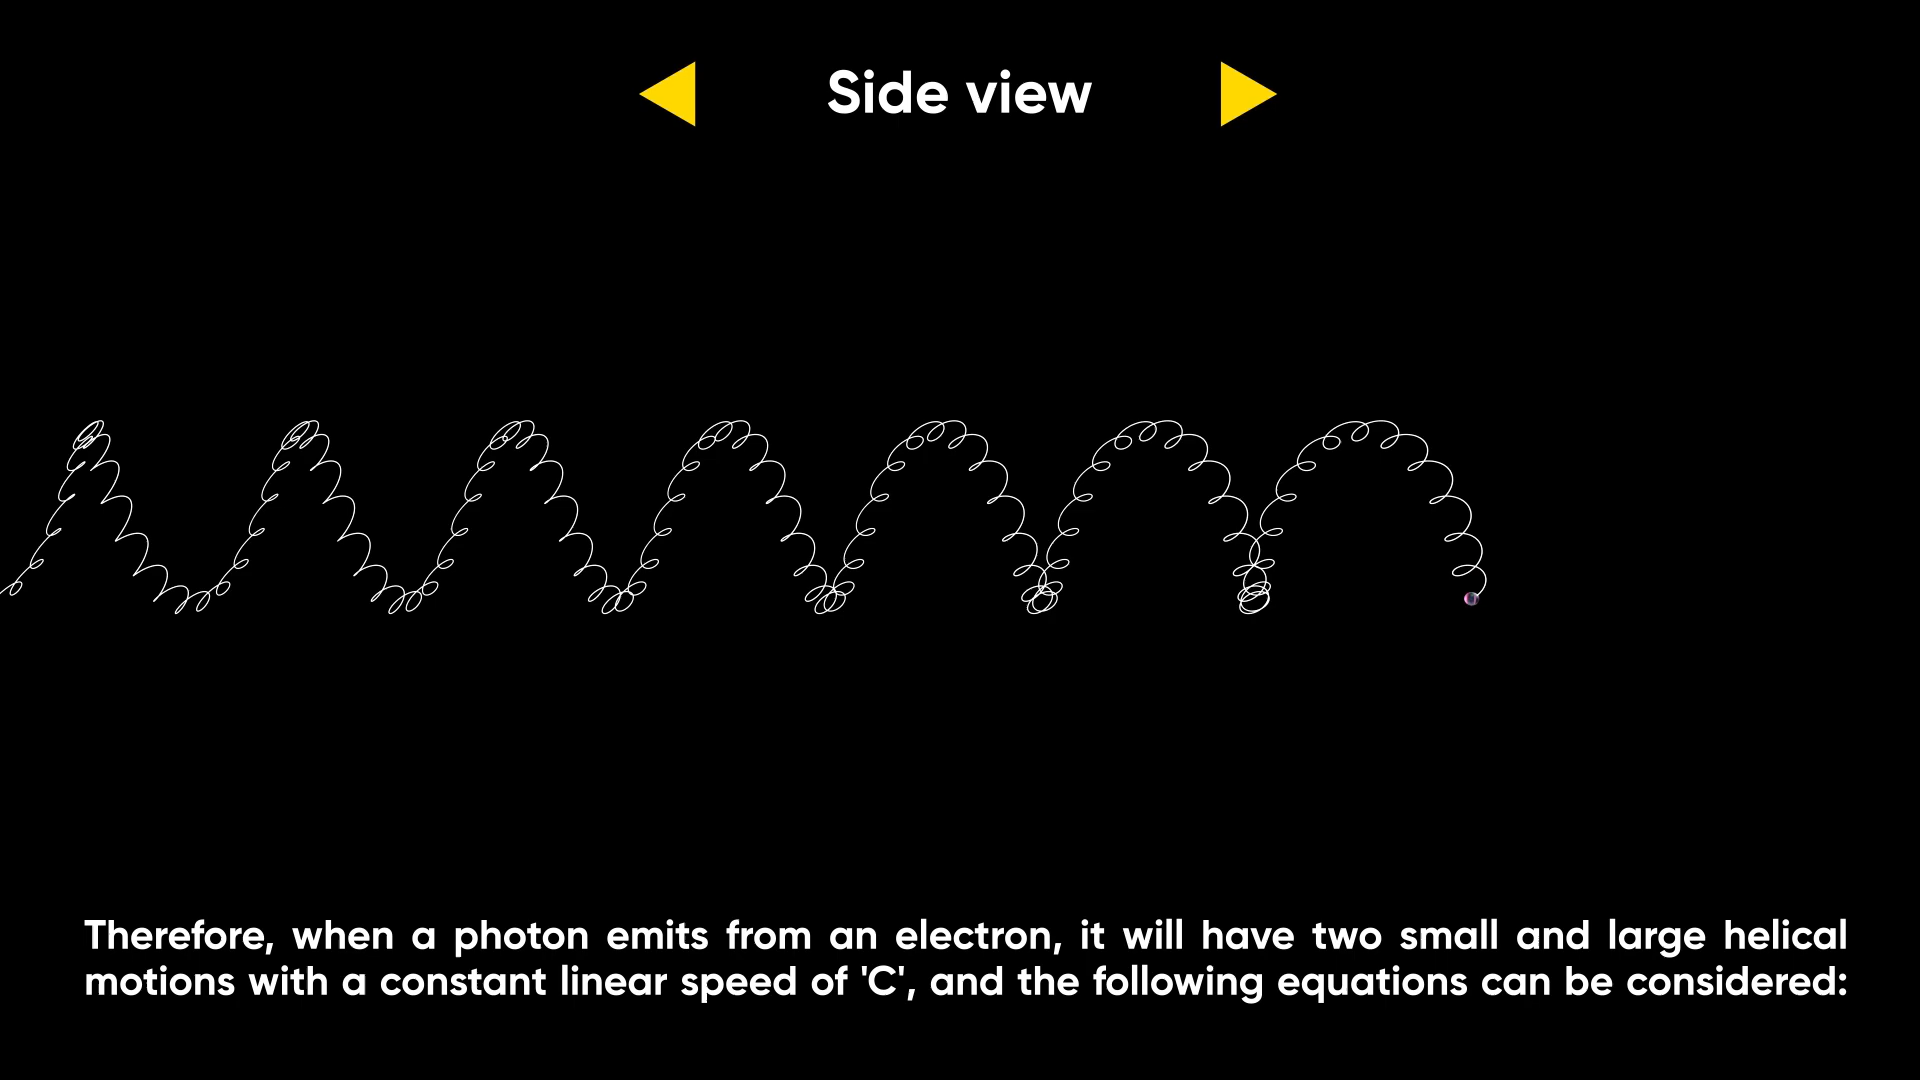 Side view
Therefore, when a photon emits from an electron, it will have two small and large helical
motions with a constant linear speed of 'C', and the following equations can be considered: